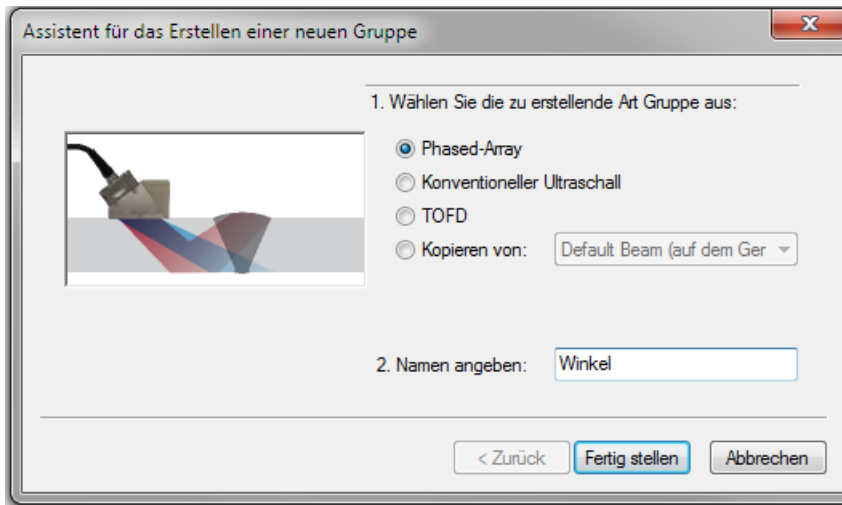 Assistent für das Erstellen einer neuen Gruppe
1. Wählen Sie die zu erstellende Art Gruppe aus:
Phased-Array
Konventioneller Ultraschall
TOFD
Kopieren von: Default Beam (auf dem Ger
2. Namen angeben: Winkel
< Zurück Fertig stellen Abbrechen